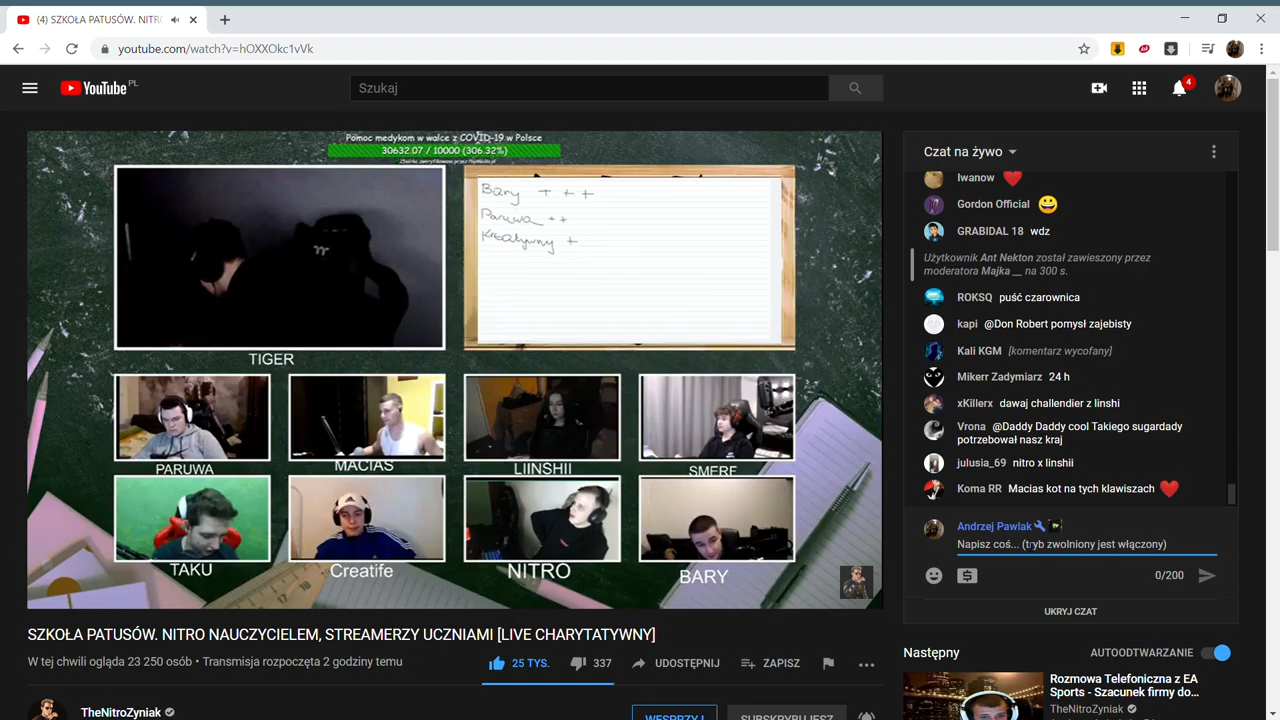 (4) SZKOŁA PATUSÓW. NITRO
youtube.com/watch?v=hOXXOkc1vVk
YouTube PL
Szukaj
4
Pomoc medykom w walce z COVID-19 w Polsce
30632.07 / 10000 (306.32%)
Bary + + +
Paruwa ++
Kreatywny +
TIGER
PARUWA
MACIAS
LIINSHII
SMERF
TAKU
Creatife
NITRO
BARY
SZKOŁA PATUSÓW. NITRO NAUCZYCIELEM, STREAMERZY UCZNIAMI [LIVE CHARYTATYWNY]
W tej chwili ogląda 23 250 osób • Transmisja rozpoczęta 2 godziny temu
25 TYS.
337
UDOSTĘPNIJ
ZAPISZ
TheNitroZyniak
WESPRZYJ
SUBSKRYBUJESZ
Czat na żywo
Iwanow ❤
Gordon Official 😀
GRABIDAL 18 wdz
Użytkownik Ant Nekton został zawieszony przez
moderatora Majka __ na 300 s.
ROKSQ puść czarownica
kapi @Don Robert pomysł zajebisty
Kali KGM [komentarz wycofany]
Mikerr Zadymiarz 24 h
xKillerx dawaj challendier z linshi
Vrona @Daddy Daddy cool Takiego sugardady
potrzebował nasz kraj
julusia_69 nitro x linshii
Koma RR Macias kot na tych klawiszach ❤
Andrzej Pawlak
Napisz coś... (tryb zwolniony jest włączony)
0/200
UKRYJ CZAT
Następny
AUTOODTWARZANIE
Rozmowa Telefoniczna z EA
Sports - Szacunek firmy do...
TheNitroZyniak